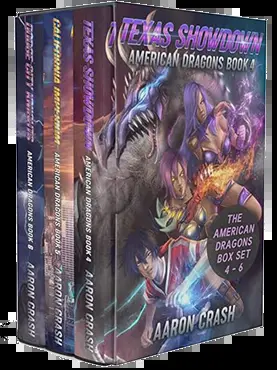 TEXAS SHOWDOWN
AMERICAN DRAGONS BOOK 4
THE
AMERICAN
DRAGONS
BOX SET
4 - 6
AARON CRASH
AMERICAN DRAGONS BOOK 6
AARON CRASH
CALIFORNIA
AMERICAN DRAGONS BOOK 5
AARON CRASH
TEXAS SHOWDOWN
AMERICAN DRAGONS BOOK 4
AARON CRASH